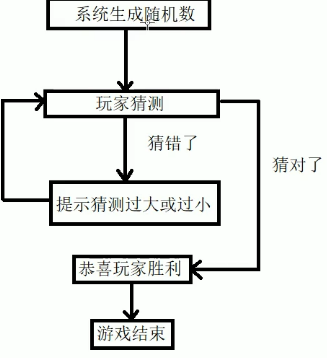 系统生成随机数
玩家猜测
猜错了
猜对了
提示猜测过大或过小
恭喜玩家胜利
游戏结束